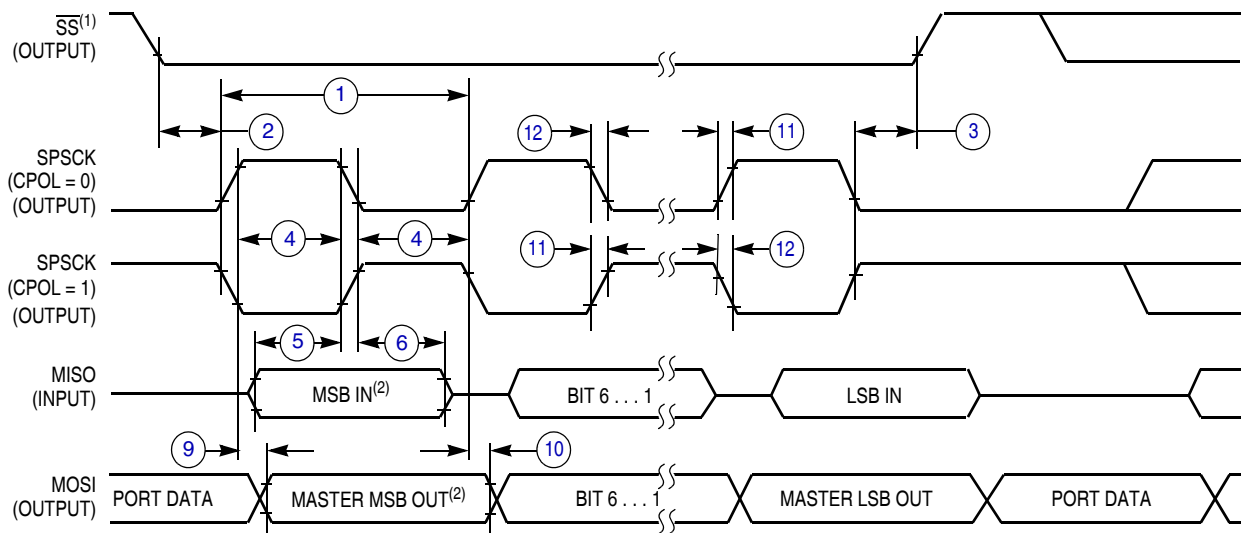 SS(1)
(OUTPUT)
1
2
12
11
3
SPSCK
(CPOL = 0)
(OUTPUT)
4
4
11
12
SPSCK
(CPOL = 1)
(OUTPUT)
5
6
MISO
(INPUT)
MSB IN(2)
BIT 6 . . . 1
LSB IN
9
10
MOSI
(OUTPUT)
PORT DATA
MASTER MSB OUT(2)
BIT 6 . . . 1
MASTER LSB OUT
PORT DATA